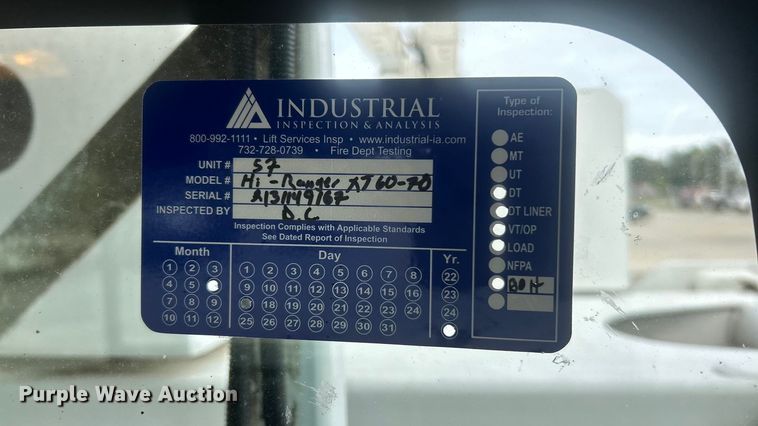 INDUSTRIAL
INSPECTION & ANALYSIS
800-992-1111 • Lift Services Insp • www.industrial-ia.com
732-728-0739 • Fire Dept Testing
UNIT # 57
MODEL # Hi-Ranger XT60-70
SERIAL #
INSPECTED BY D.C
Inspection Complies with Applicable Standards
See Dated Report of Inspection
Month
1 2 3
4 5
7 8 9
10 11 12
Day
1 2 3 4 5 6 7 8
9 10 11 12 13 14 15 16
18 19 20 21 22 23 24
25 26 27 28 29 30 31
Yr.
22
23
24
Type of
Inspection:
AE
MT
UT
DT
DT LINER
VT/OP
LOAD
NFPA
Purple Wave Auction